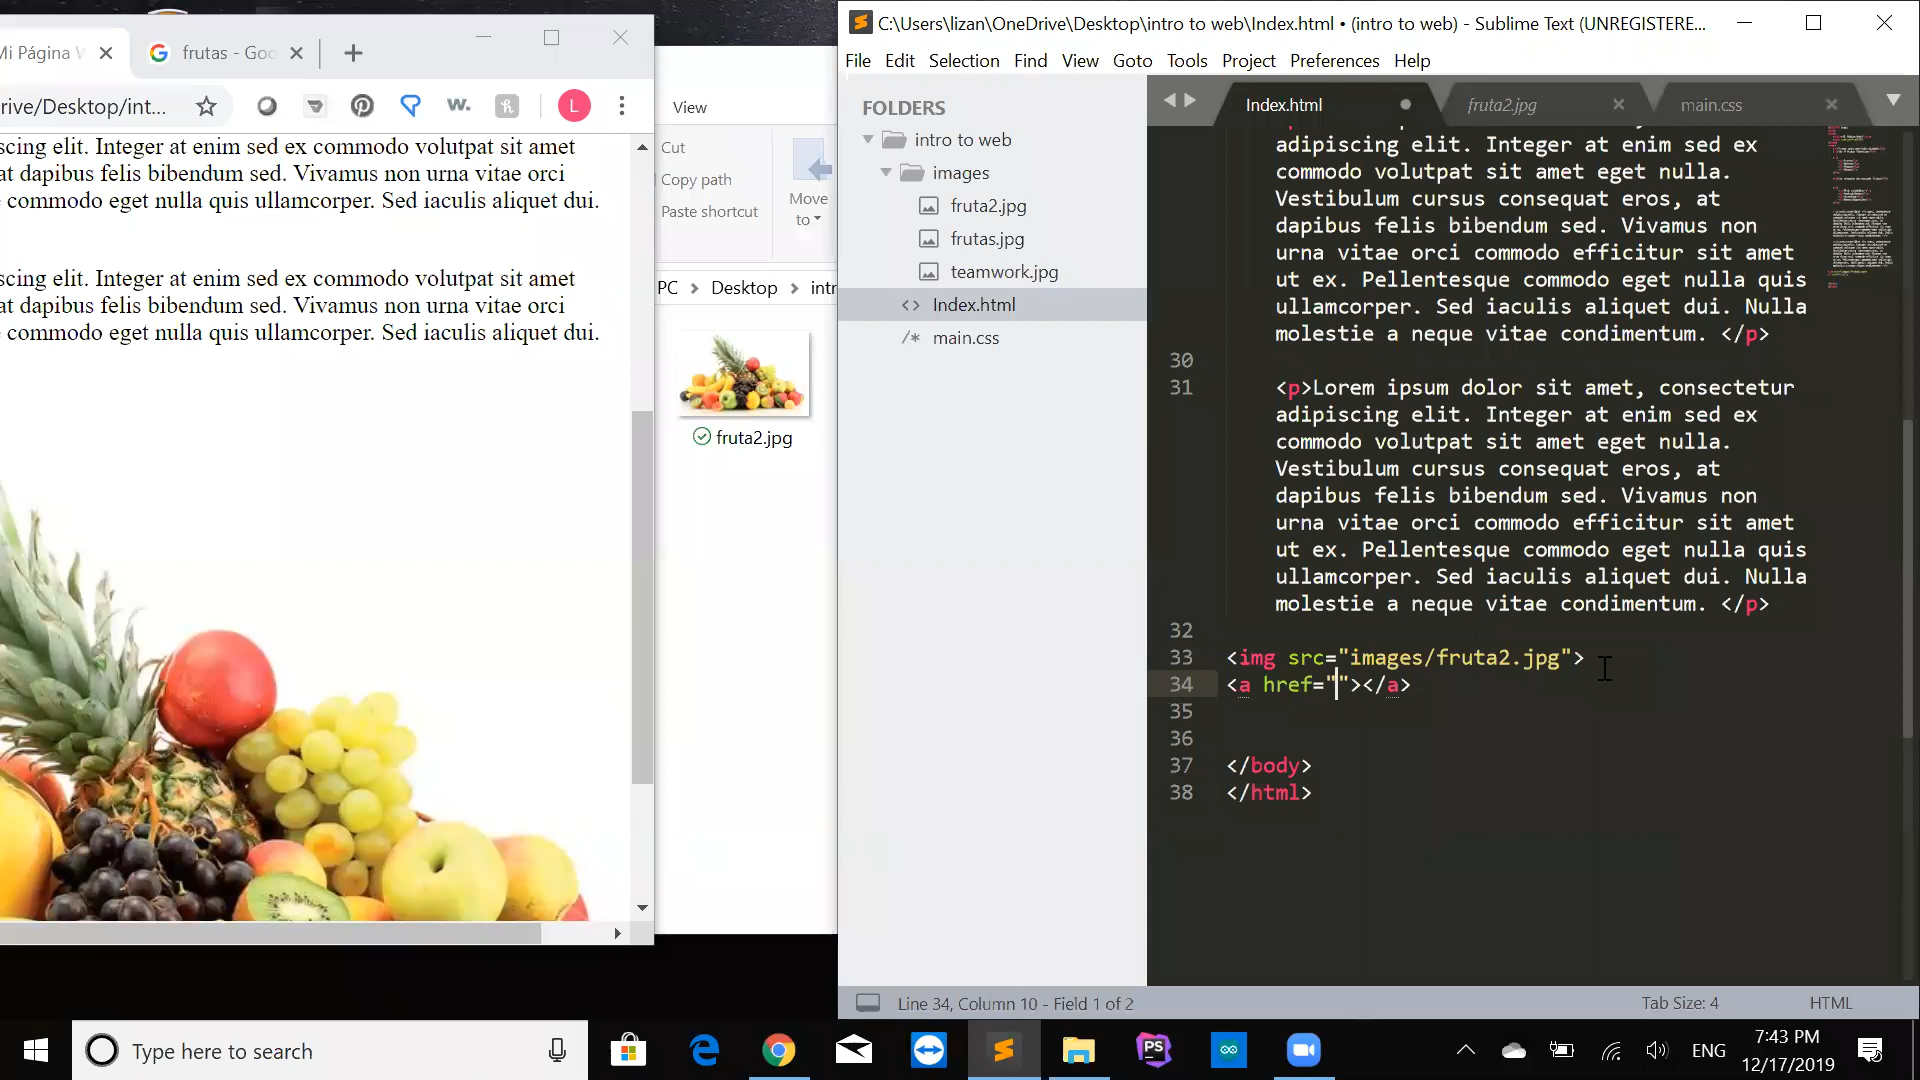 C:\Users\lizan\OneDrive\Desktop\intro to web\Index.html • (intro to web) - Sublime Text (UNREGISTERE...
File Edit Selection Find View Goto Tools Project Preferences Help
Mi Página W
frutas - Goo
rive/Desktop/int...
w.
h
L
scing elit. Integer at enim sed ex commodo volutpat sit amet
at dapibus felis bibendum sed. Vivamus non urna vitae orci
commodo eget nulla quis ullamcorper. Sed iaculis aliquet dui.
scing elit. Integer at enim sed ex commodo volutpat sit amet
at dapibus felis bibendum sed. Vivamus non urna vitae orci
commodo eget nulla quis ullamcorper. Sed iaculis aliquet dui.
View
Cut
Copy path
Paste shortcut
Move
to
PC > Desktop > intr
fruta2.jpg
FOLDERS
intro to web
images
fruta2.jpg
frutas.jpg
teamwork.jpg
<> Index.html
/* main.css
Index.html
fruta2.jpg
main.css
adipiscing elit. Integer at enim sed ex
commodo volutpat sit amet eget nulla.
Vestibulum cursus consequat eros, at
dapibus felis bibendum sed. Vivamus non
urna vitae orci commodo efficitur sit amet
ut ex. Pellentesque commodo eget nulla quis
ullamcorper. Sed iaculis aliquet dui. Nulla
molestie a neque vitae condimentum. </p>
30
31 <p>Lorem ipsum dolor sit amet, consectetur
adipiscing elit. Integer at enim sed ex
commodo volutpat sit amet eget nulla.
Vestibulum cursus consequat eros, at
dapibus felis bibendum sed. Vivamus non
urna vitae orci commodo efficitur sit amet
ut ex. Pellentesque commodo eget nulla quis
ullamcorper. Sed iaculis aliquet dui. Nulla
molestie a neque vitae condimentum. </p>
32
33 <img src="images/fruta2.jpg">
34 <a href=""></a>
35
36
37 </body>
38 </html>
Line 34, Column 10 - Field 1 of 2
Tab Size: 4
HTML
Type here to search
PS
ENG
7:43 PM
12/17/2019